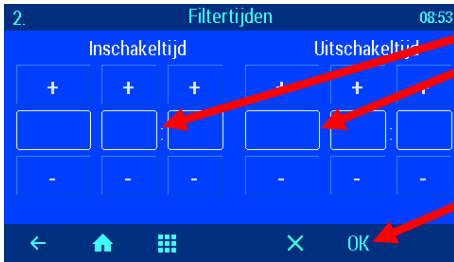 2. Filtertijden 08:53
Inschakeltijd Uitschakeltijd
+ + + + + +
: :
- - - - - -
OK